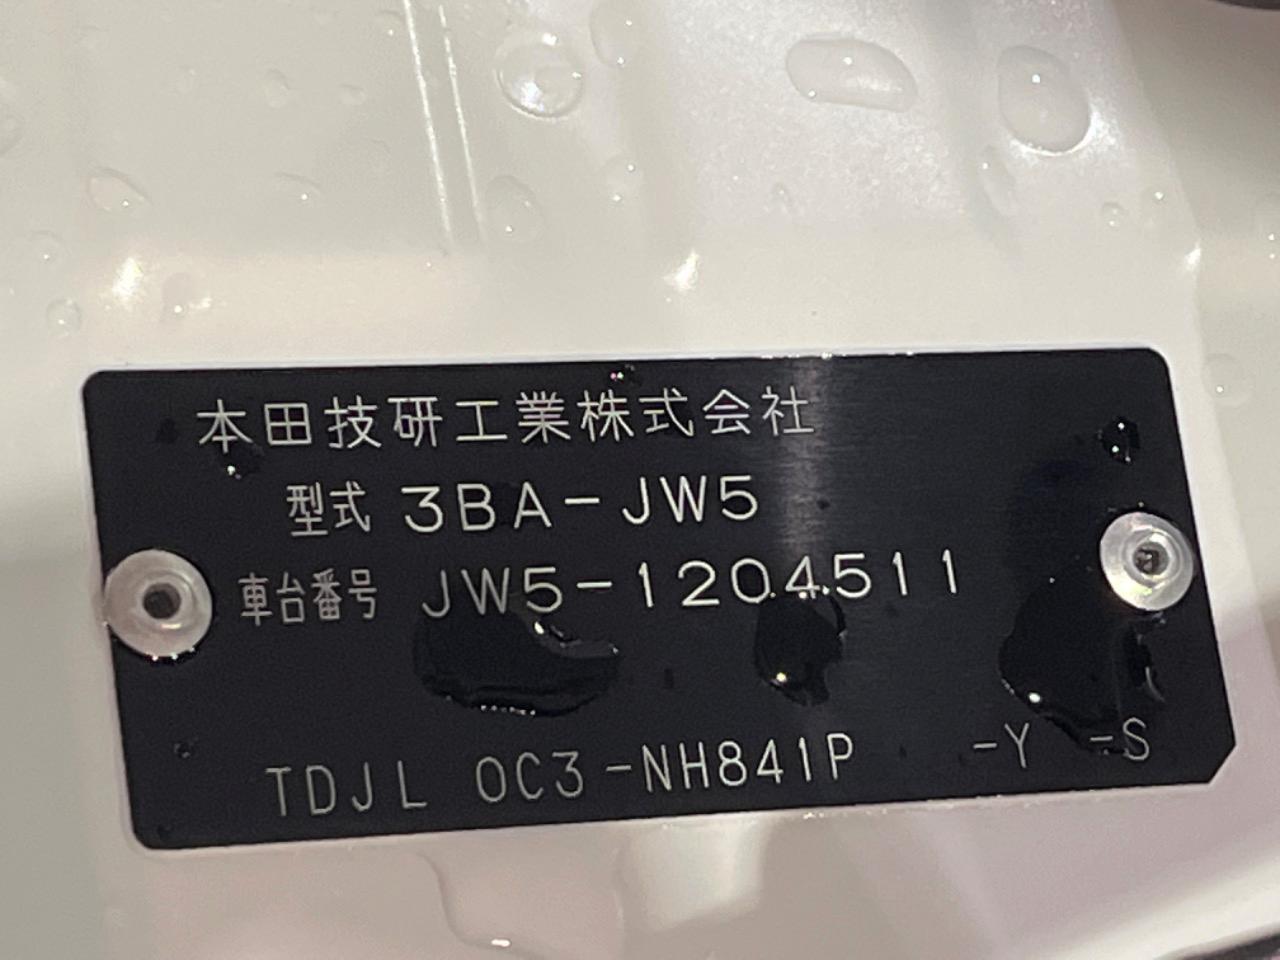 本田技研工業株式会社
型式 3BA-JW5
車台番号 JW5-1204511
TDJL 0C3-NH841P -Y -S